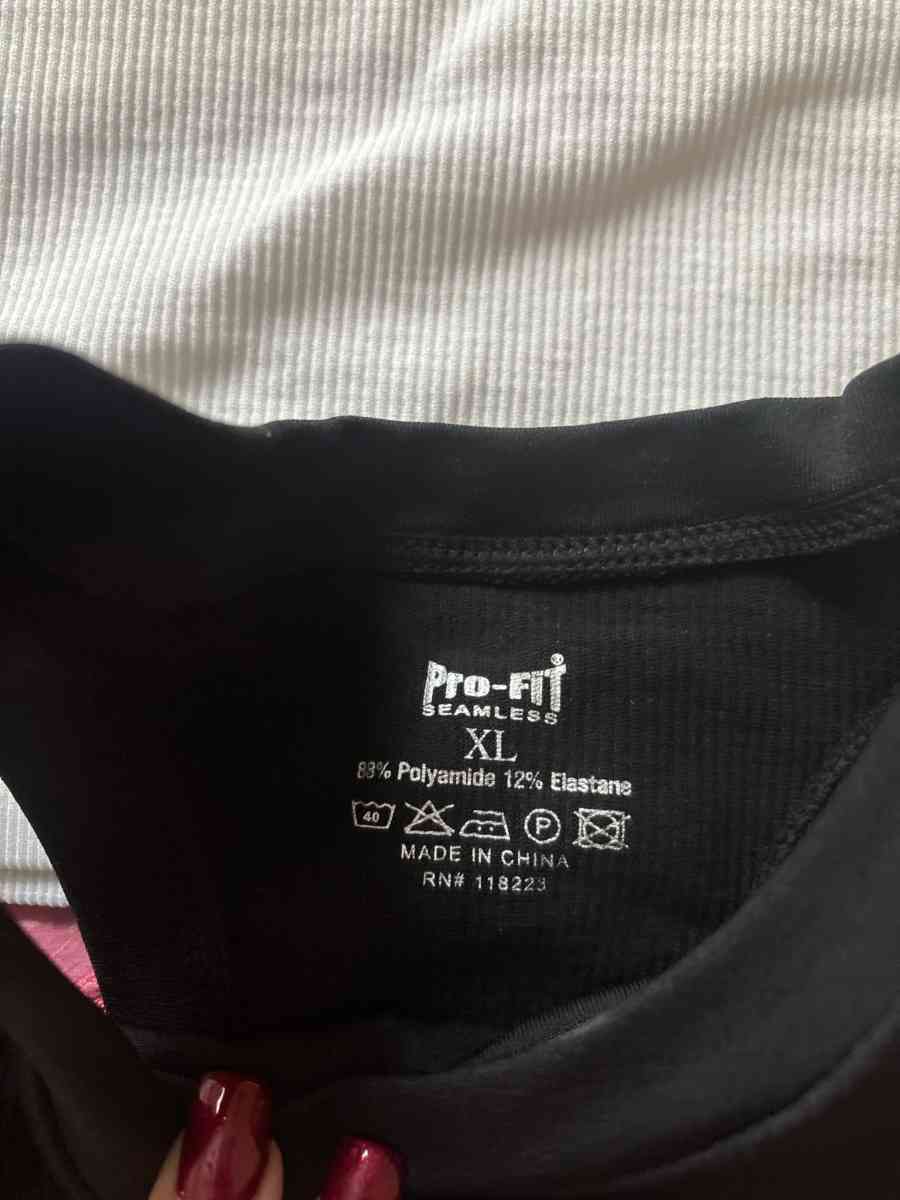 Pro-Fit®
SEAMLESS
XL
88% Polyamide 12% Elastane
40 P
MADE IN CHINA
RN# 118223